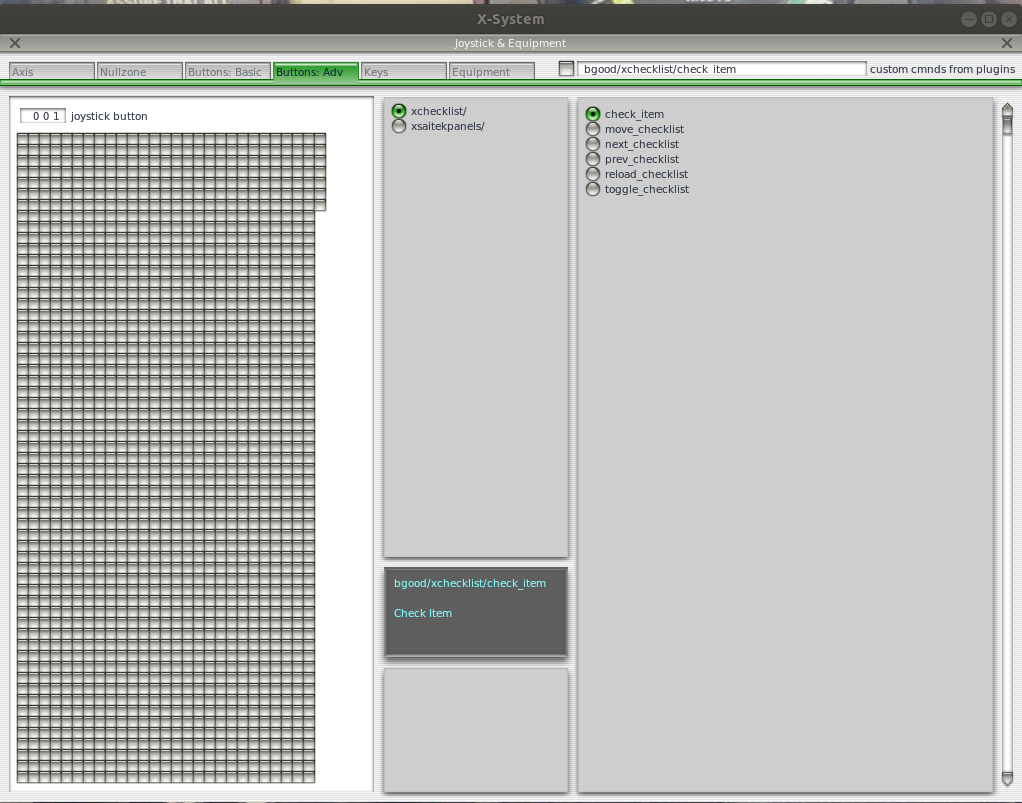 X-System
Joystick & Equipment
Axis
Nullzone
Buttons: Basic
Buttons: Adv
Keys
Equipment
bgood/xchecklist/check_item
custom cmnds from plugins
0 0 1 joystick button
xchecklist/
xsaitekpanels/
check_item
move_checklist
next_checklist
prev_checklist
reload_checklist
toggle_checklist
bgood/xchecklist/check_item
Check Item